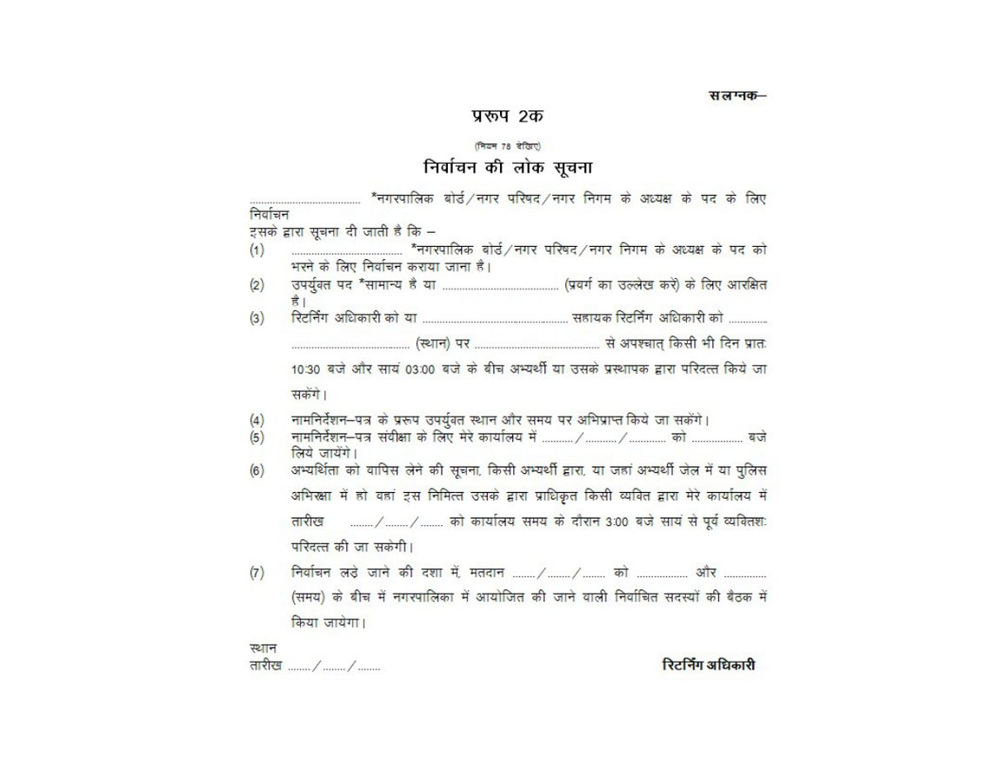 स लग्नक–
प्ररूप 2क
(नियम 78 देखिए)
निर्वाचन की लोक सूचना
....................................... *नगरपालिक बोर्ड/नगर परिषद/नगर निगम के अध्यक्ष के पद के लिए
निर्वाचन
इसके द्वारा सूचना दी जाती है कि –
(1) ....................................... *नगरपालिक बोर्ड/नगर परिषद/नगर निगम के अध्यक्ष के पद को
भरने के लिए निर्वाचन कराया जाना है।
(2) उपर्युक्त पद *सामान्य है या ......................................... (प्रवर्ग का उल्लेख करें) के लिए आरक्षित
है।
(3) रिटर्निंग अधिकारी को या .................................................... सहायक रिटर्निंग अधिकारी को ..............
.......................................... (स्थान) पर ............................................ से अपश्चात् किसी भी दिन प्रातः
10:30 बजे और सायं 03:00 बजे के बीच अभ्यर्थी या उसके प्रस्थापक द्वारा परिदत्त किये जा
सकेंगे।
(4) नामनिर्देशन–पत्र के प्ररूप उपर्युक्त स्थान और समय पर अभिप्राप्त किये जा सकेंगे।
(5) नामनिर्देशन–पत्र संवीक्षा के लिए मेरे कार्यालय में ........../........../............ को .................. बजे
लिये जायेंगे।
(6) अभ्यर्थिता को वापिस लेने की सूचना, किसी अभ्यर्थी द्वारा, या जहां अभ्यर्थी जेल में या पुलिस
अभिरक्षा में हो वहां इस निमित्त उसके द्वारा प्राधिकृत किसी व्यक्ति द्वारा मेरे कार्यालय में
तारीख ......../......../........ को कार्यालय समय के दौरान 3:00 बजे सायं से पूर्व व्यक्तिशः
परिदत्त की जा सकेगी।
(7) निर्वाचन लड़े जाने की दशा में, मतदान ......../......../........ को .................. और ...............
(समय) के बीच में नगरपालिका में आयोजित की जाने वाली निर्वाचित सदस्यों की बैठक में
किया जायेगा।
स्थान
तारीख ......../......../........ रिटर्निंग अधिकारी